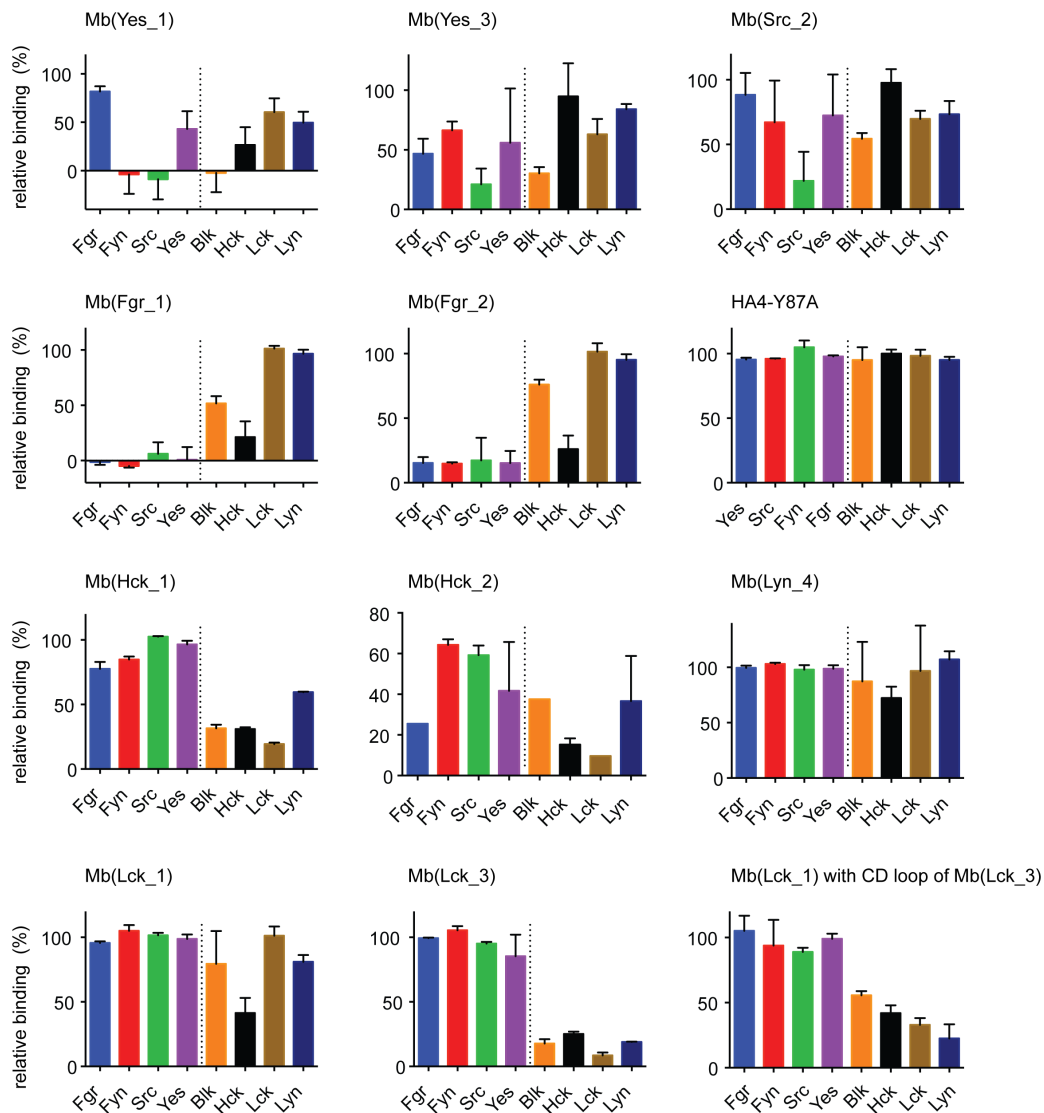 Mb(Yes_1) Mb(Yes_3) Mb(Src_2)
relative binding (%)
100
50
0
100
50
0
100
50
0
Fgr Fyn Src Yes Blk Hck Lck Lyn
Fgr Fyn Src Yes Blk Hck Lck Lyn
Fgr Fyn Src Yes Blk Hck Lck Lyn
Mb(Fgr_1) Mb(Fgr_2) HA4-Y87A
relative binding (%)
100
50
0
100
50
0
100
50
0
Fgr Fyn Src Yes Blk Hck Lck Lyn
Fgr Fyn Src Yes Blk Hck Lck Lyn
Yes Src Fyn Fgr Blk Hck Lck Lyn
Mb(Hck_1) Mb(Hck_2) Mb(Lyn_4)
relative binding (%)
100
50
0
80
60
40
20
0
100
50
0
Fgr Fyn Src Yes Blk Hck Lck Lyn
Fgr Fyn Src Yes Blk Hck Lck Lyn
Fgr Fyn Src Yes Blk Hck Lck Lyn
Mb(Lck_1) Mb(Lck_3) Mb(Lck_1) with CD loop of Mb(Lck_3)
relative binding (%)
100
50
0
100
50
0
100
50
0
Fgr Fyn Src Yes Blk Hck Lck Lyn
Fgr Fyn Src Yes Blk Hck Lck Lyn
Fgr Fyn Src Yes Blk Hck Lck Lyn